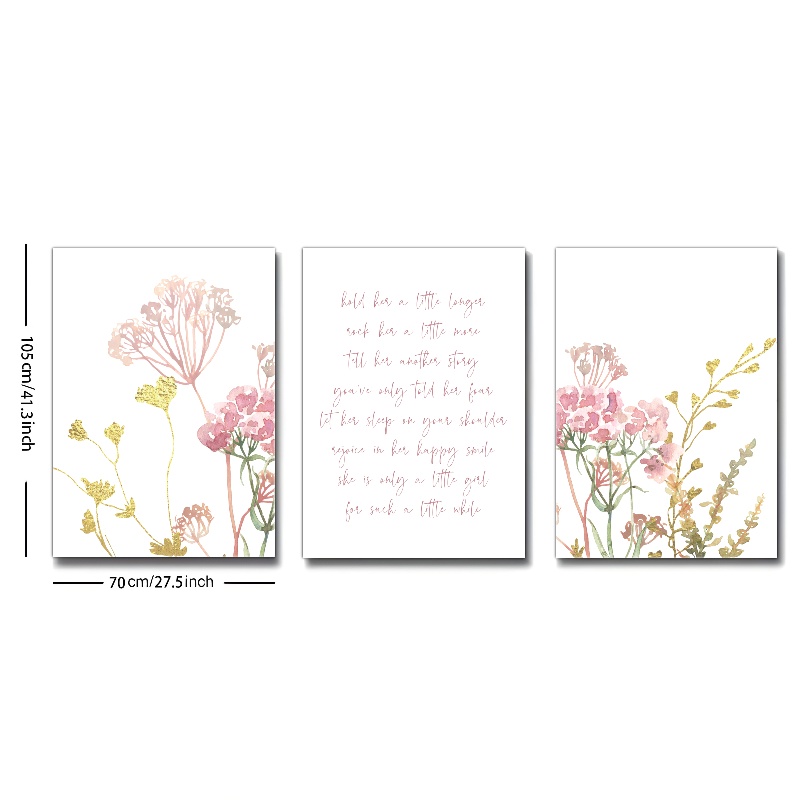 105cm/41.3inch
hold her a little longer
rock her a little more
tell her another story
you've only told her four
let her sleep on your shoulder
rejoice in her happy smile
she is only a little girl
for such a little while
70cm/27.5inch